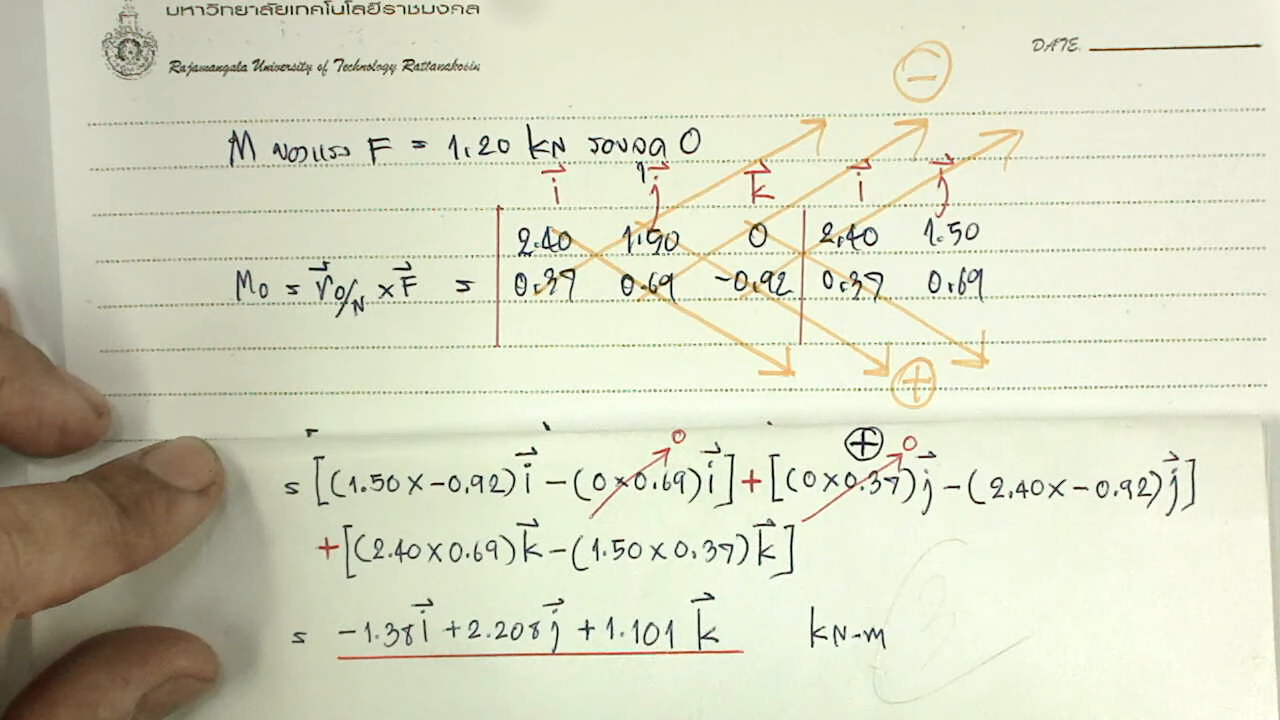 มหาวิทยาลัยเทคโนโลยีราชมงคล
Rajamangala University of Technology Rattanakosin
DATE
−
M ของแรง F = 1.20 kN รอบจุด O
i⃗ j⃗ k⃗ i⃗ j⃗
2.40 1.50 0 2.40 1.50
M₀ = r⃗o/N × F⃗ = 0.37 0.69 -0.92 0.37 0.69
+
0 + 0
= [(1.50×-0.92)i⃗ - (0×0.69)i⃗] + [(0×0.37)j⃗ - (2.40×-0.92)j⃗]
+ [(2.40×0.69)k⃗ - (1.50×0.37)k⃗]
= -1.38i⃗ + 2.208j⃗ + 1.101 k⃗ kN-m